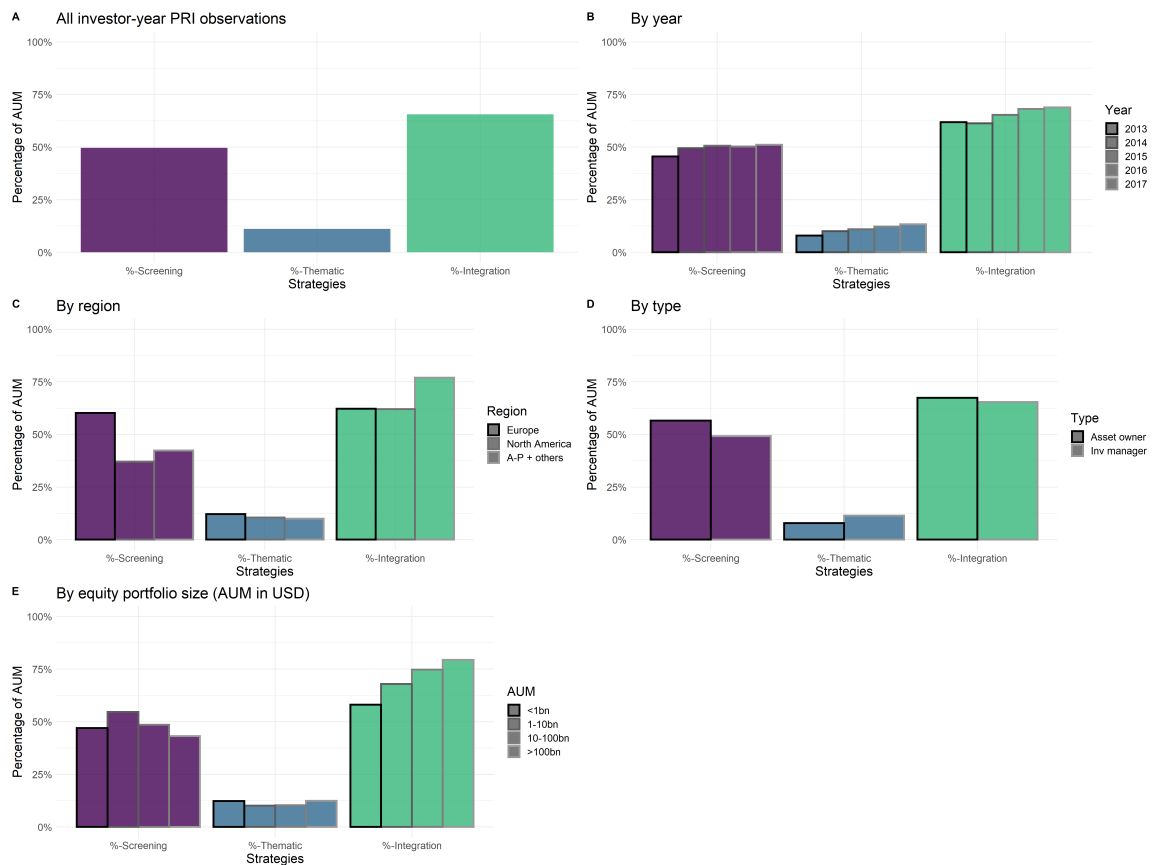 A
All investor-year PRI observations
100%
75%
50%
25%
0%
Percentage of AUM
%-Screening
%-Thematic
%-Integration
Strategies
B
By year
100%
75%
50%
25%
0%
Percentage of AUM
%-Screening
%-Thematic
%-Integration
Strategies
Year
2013
2014
2015
2016
2017
C
By region
100%
75%
50%
25%
0%
Percentage of AUM
%-Screening
%-Thematic
%-Integration
Strategies
Region
Europe
North America
A-P + others
D
By type
100%
75%
50%
25%
0%
Percentage of AUM
%-Screening
%-Thematic
%-Integration
Strategies
Type
Asset owner
Inv manager
E
By equity portfolio size (AUM in USD)
100%
75%
50%
25%
0%
Percentage of AUM
%-Screening
%-Thematic
%-Integration
Strategies
AUM
<1bn
1-10bn
10-100bn
>100bn